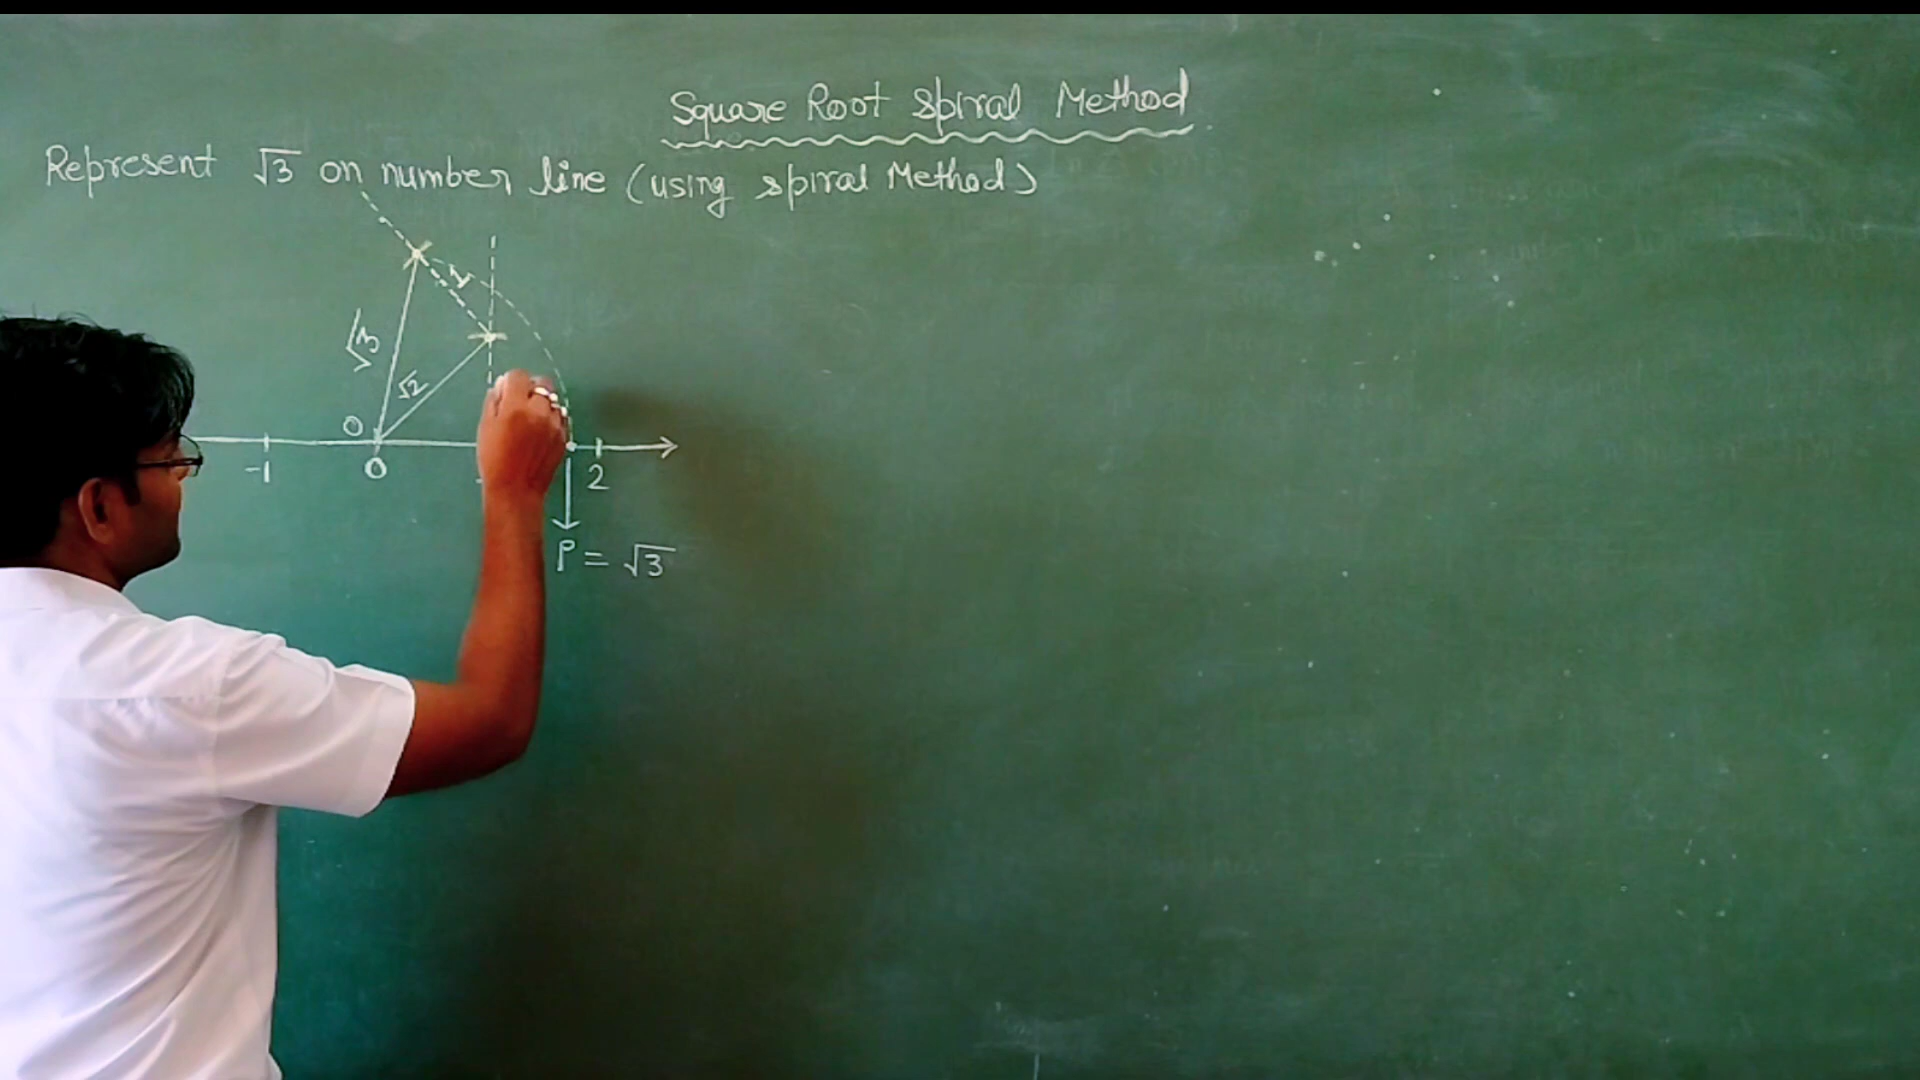 Square Root Spiral Method
Represent √3 on number line (using spiral Method)
1
√3
√2
O
-1 0 2
P = √3